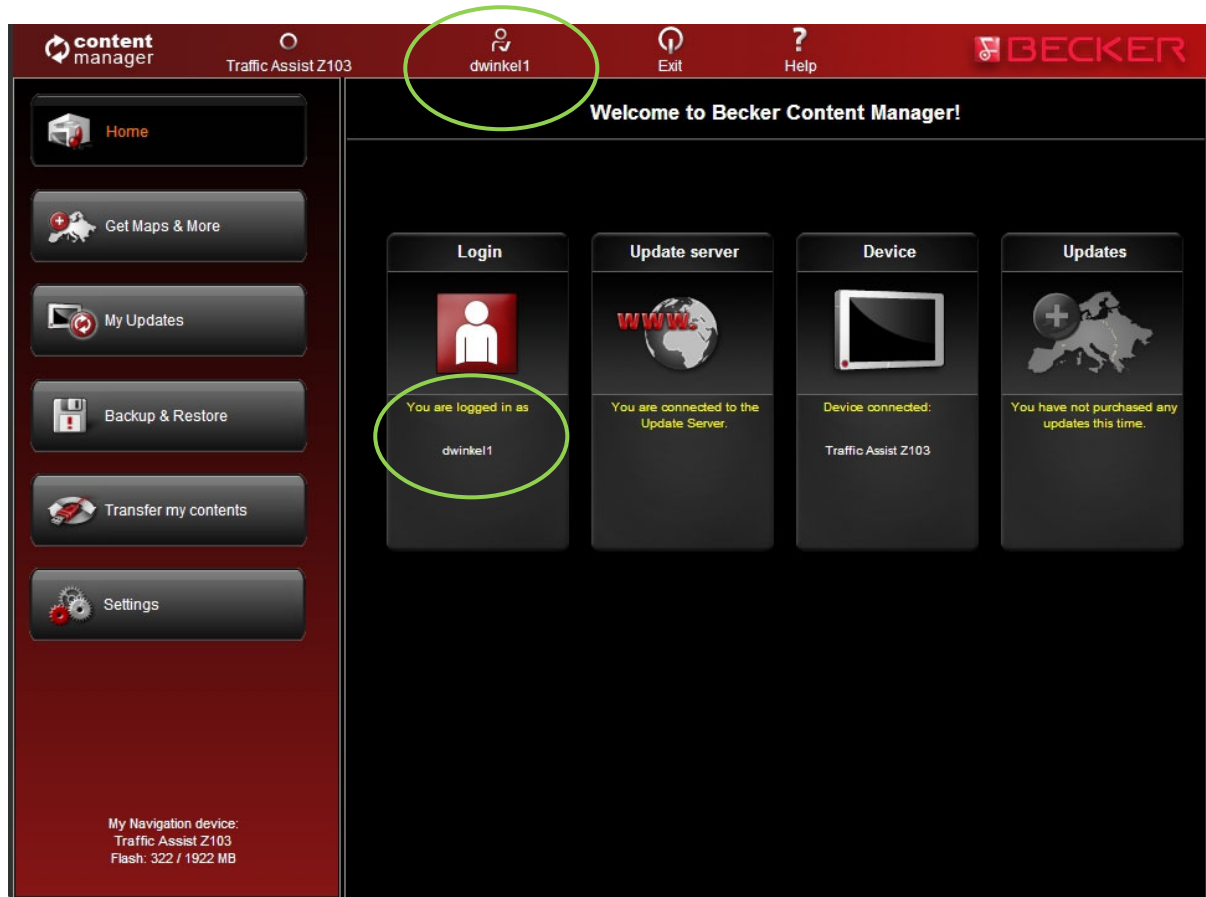 content
manager
Traffic Assist Z103
dwinkel1
Exit
?
Help
BECKER
Home
Get Maps & More
My Updates
Backup & Restore
Transfer my contents
Settings
My Navigation device:
Traffic Assist Z103
Flash: 322 / 1922 MB
Welcome to Becker Content Manager!
Login
You are logged in as
dwinkel1
Update server
www.
You are connected to the
Update Server.
Device
Device connected:
Traffic Assist Z103
Updates
You have not purchased any
updates this time.